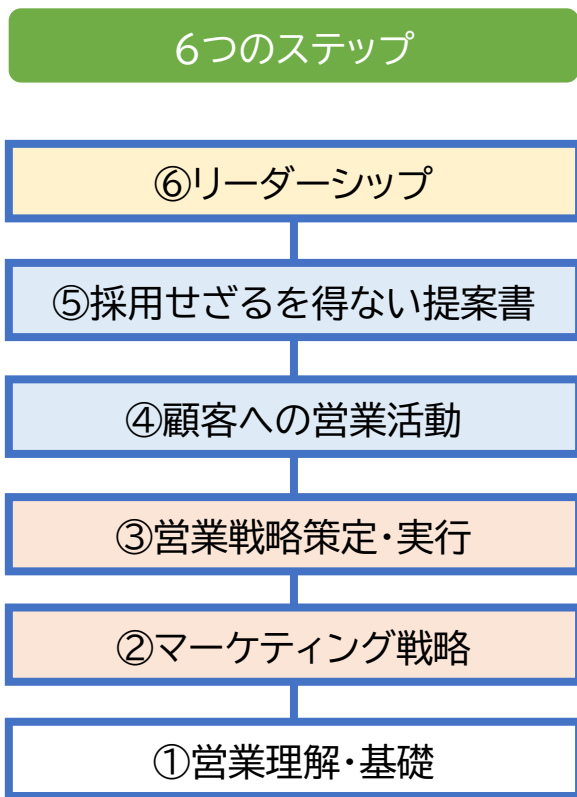 6つのステップ
⑥リーダーシップ
⑤採用せざるを得ない提案書
④顧客への営業活動
③営業戦略策定・実行
②マーケティング戦略
①営業理解・基礎